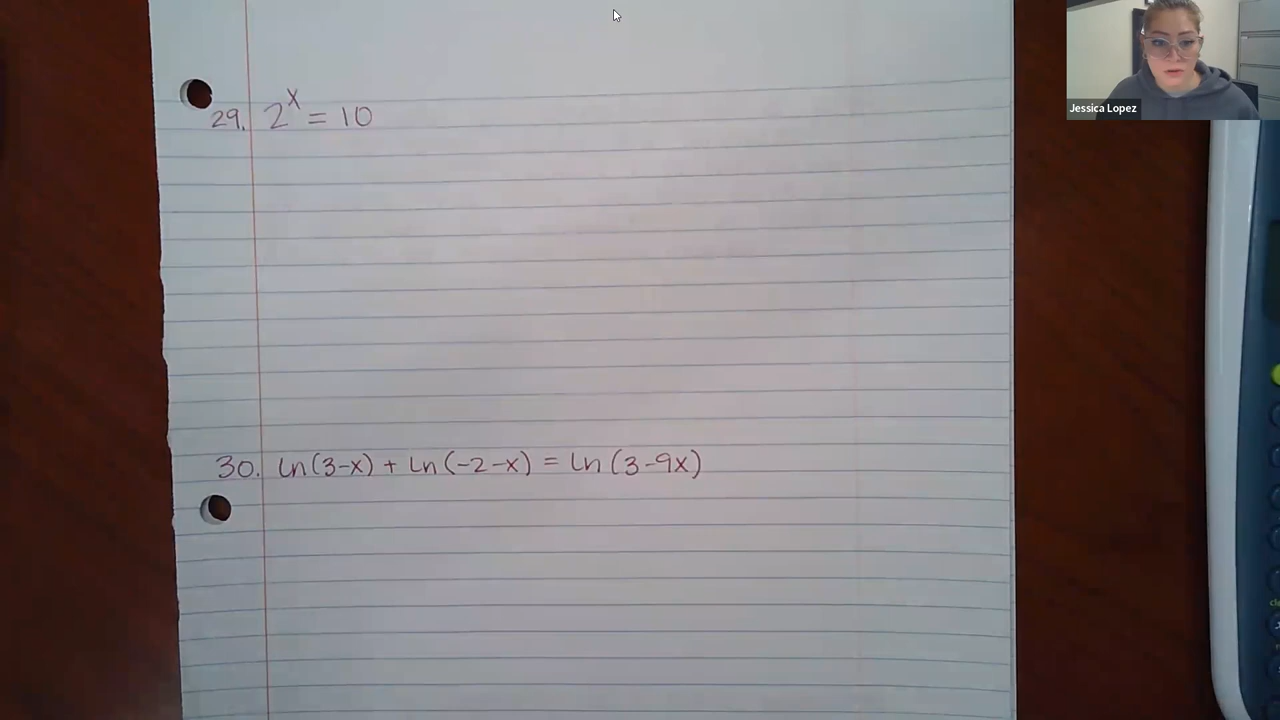 Jessica Lopez
29. 2^x = 10
30. ln(3-x) + ln(-2-x) = ln(3-9x)